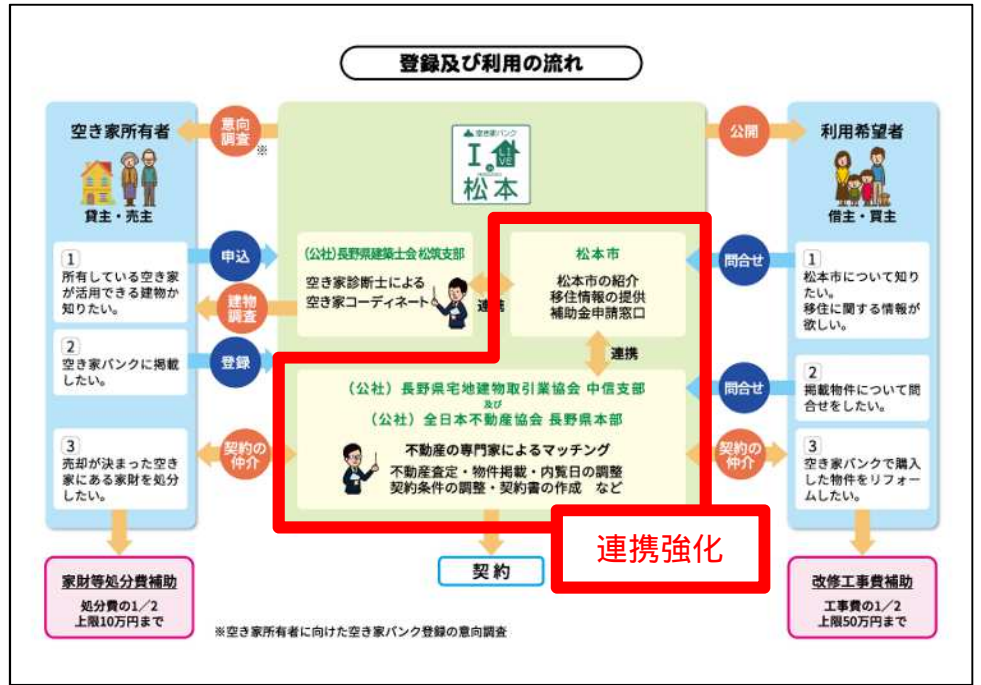 登録及び利用の流れ
空き家所有者
貸主・売主
意向
調査
※
空き家バンク
I
LIVE
松本
公開
利用希望者
借主・買主
1
所有している空き家
が活用できる建物か
知りたい。
2
空き家バンクに掲載
したい。
3
売却が決まった空き
家にある家財を処分
したい。
申込
建物
調査
登録
契約の
仲介
(公社)長野県建築士会 松筑支部
空き家診断士による
空き家コーディネート
連携
松本市
松本市の紹介
移住情報の提供
補助金申請窓口
連携
(公社)長野県宅地建物取引業協会 中信支部
及び
(公社)全日本不動産協会 長野県本部
不動産の専門家によるマッチング
不動産査定・物件掲載・内覧日の調整
契約条件の調整・契約書の作成 など
問合せ
問合せ
契約の
仲介
1
松本市について知り
たい。
移住に関する情報が
欲しい。
2
掲載物件について問
合せをしたい。
3
空き家バンクで購入
した物件をリフォー
ムしたい。
連携強化
契約
家財等処分費補助
処分費の1/2
上限10万円まで
改修工事費補助
工事費の1/2
上限50万円まで
※空き家所有者に向けた空き家バンク登録の意向調査